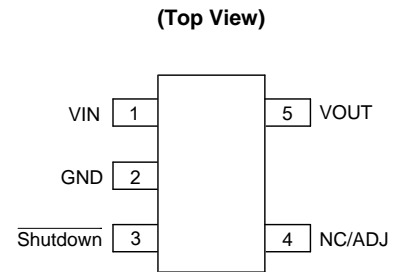 (Top View)
VIN 1
5 VOUT
GND 2
Shutdown 3
4 NC/ADJ